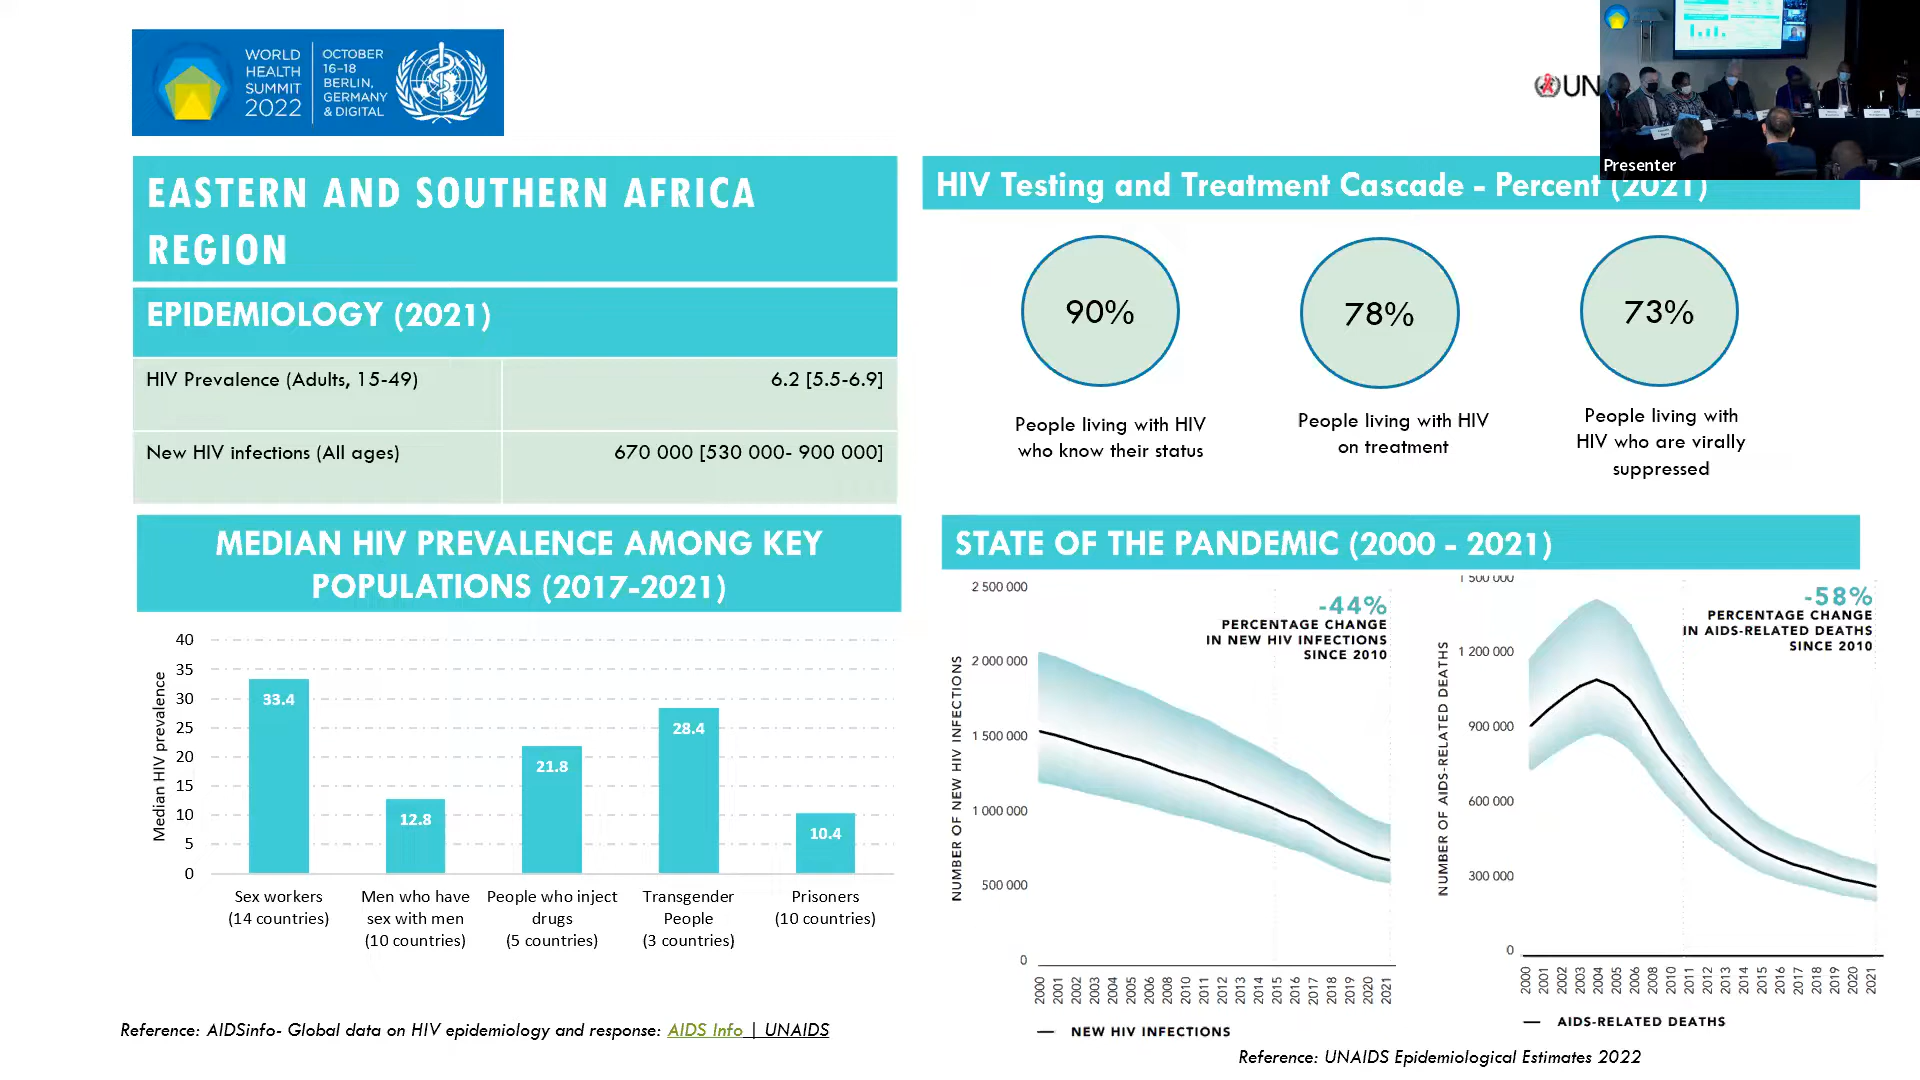 WORLD
HEALTH
SUMMIT
2022
OCTOBER
16-18
BERLIN,
GERMANY
& DIGITAL
UN
Presenter
EASTERN AND SOUTHERN AFRICA
REGION
EPIDEMIOLOGY (2021)
HIV Prevalence (Adults, 15-49) 6.2 [5.5-6.9]
New HIV infections (All ages) 670 000 [530 000- 900 000]
HIV Testing and Treatment Cascade - Percent (2021)
90% 78% 73%
People living with HIV
who know their status
People living with HIV
on treatment
People living with
HIV who are virally
suppressed
MEDIAN HIV PREVALENCE AMONG KEY
POPULATIONS (2017-2021)
Median HIV prevalence
40
35
30
25
20
15
10
5
0
33.4
12.8
21.8
28.4
10.4
Sex workers
(14 countries)
Men who have
sex with men
(10 countries)
People who inject
drugs
(5 countries)
Transgender
People
(3 countries)
Prisoners
(10 countries)
Reference: AIDSinfo- Global data on HIV epidemiology and response: AIDS Info | UNAIDS
STATE OF THE PANDEMIC (2000 - 2021)
NUMBER OF NEW HIV INFECTIONS
2 500 000
2 000 000
1 500 000
1 000 000
500 000
0
-44%
PERCENTAGE CHANGE
IN NEW HIV INFECTIONS
SINCE 2010
2000 2001 2002 2003 2004 2005 2006 2008 2010 2011 2012 2013 2014 2015 2016 2017 2018 2019 2020 2021
NEW HIV INFECTIONS
NUMBER OF AIDS-RELATED DEATHS
1 500 000
1 200 000
900 000
600 000
300 000
0
-58%
PERCENTAGE CHANGE
IN AIDS-RELATED DEATHS
SINCE 2010
2000 2001 2002 2003 2004 2005 2006 2008 2010 2011 2012 2013 2014 2015 2016 2017 2018 2019 2020 2021
AIDS-RELATED DEATHS
Reference: UNAIDS Epidemiological Estimates 2022